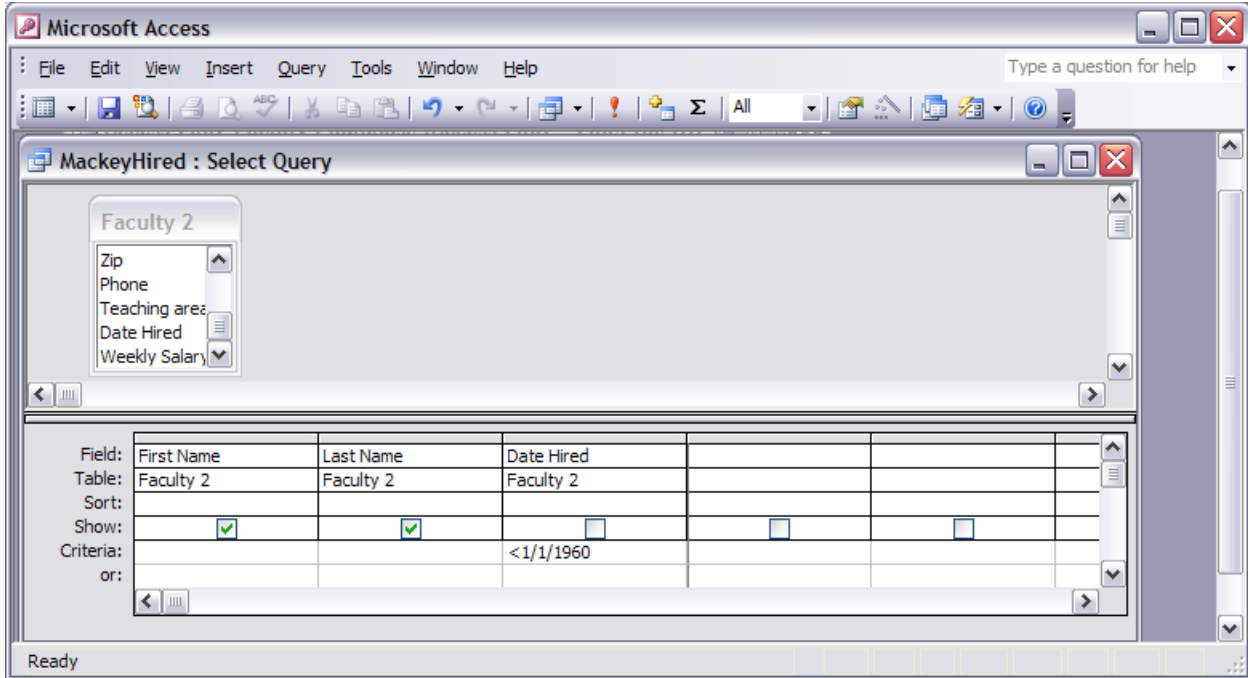 Microsoft Access
File Edit View Insert Query Tools Window Help Type a question for help
ABC Σ All
MackeyHired : Select Query
Faculty 2
Zip
Phone
Teaching area
Date Hired
Weekly Salary
Field: First Name Last Name Date Hired
Table: Faculty 2 Faculty 2 Faculty 2
Sort:
Show:
Criteria: <1/1/1960
or:
Ready